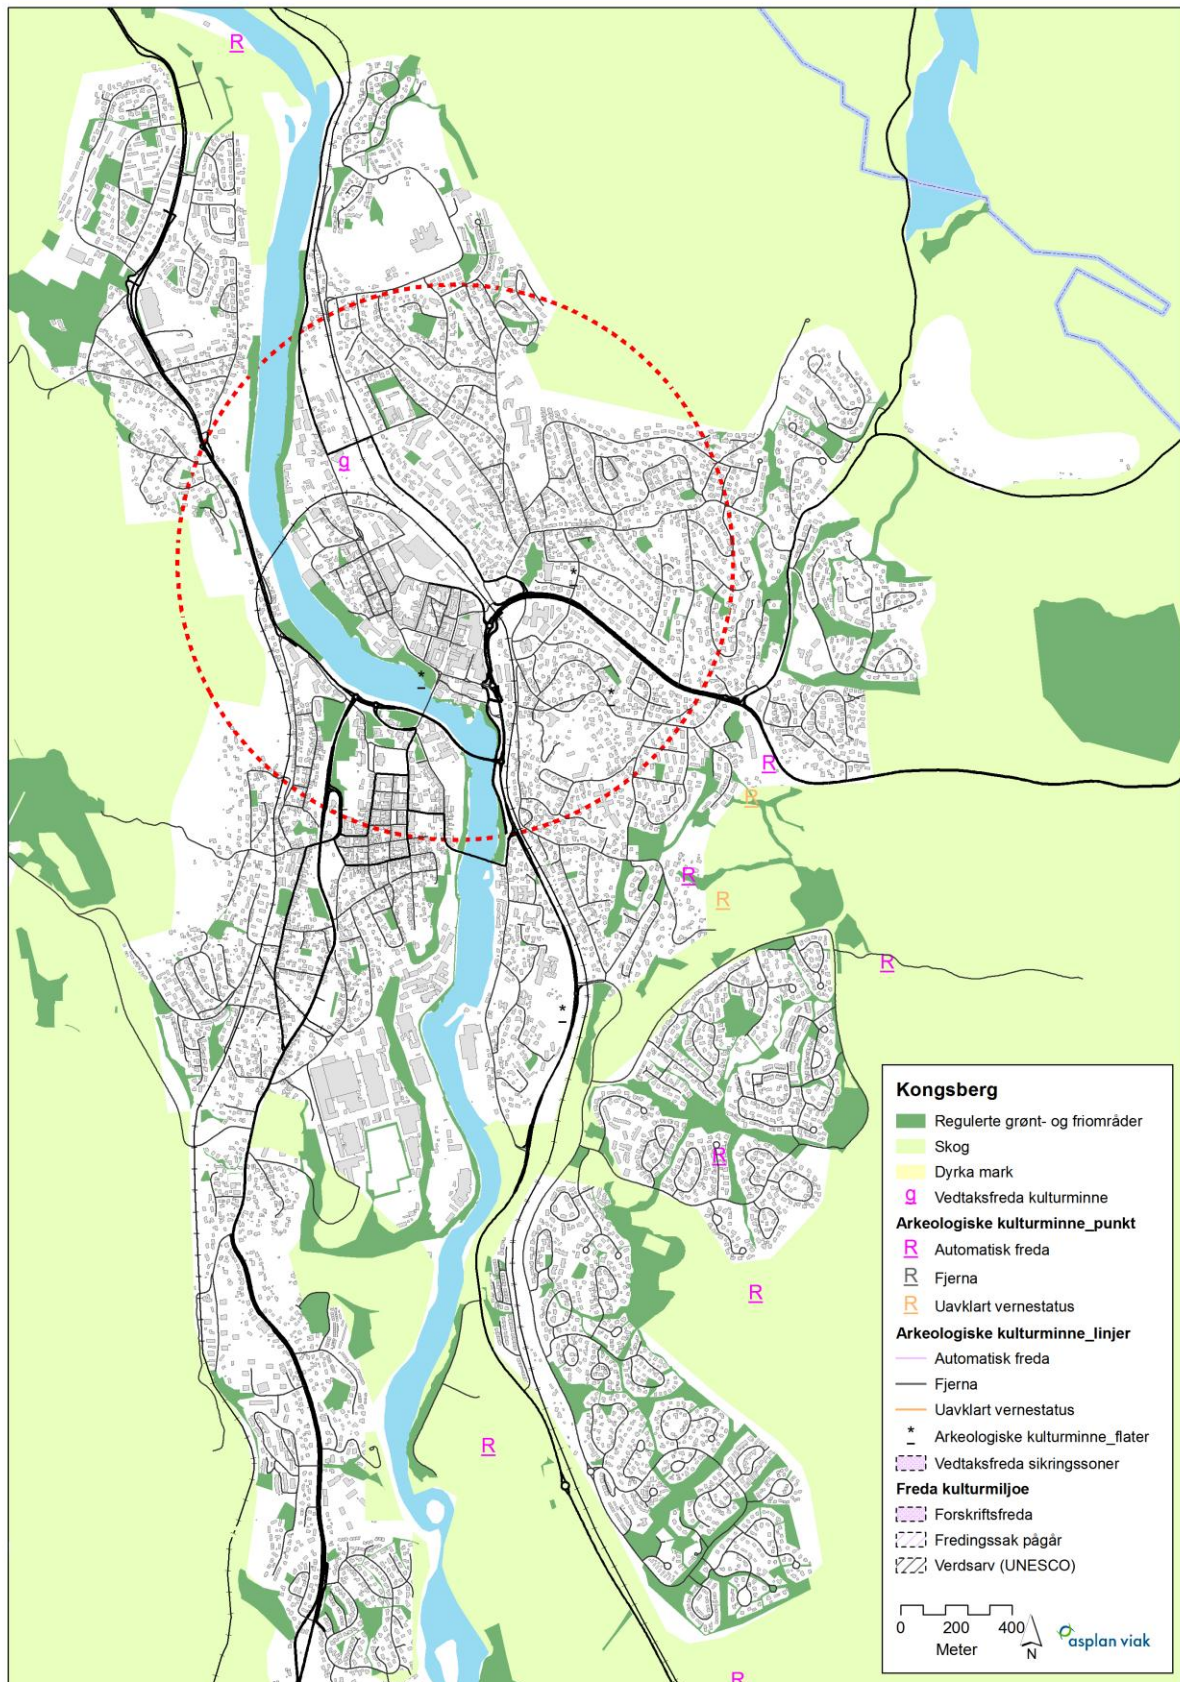 R
g
*
*
*
R
R
R
R
R
*
R
R
R
R
Kongsberg
Regulerte grønt- og friområder
Skog
Dyrka mark
g Vedtaksfreda kulturminne
Arkeologiske kulturminne_punkt
R Automatisk freda
R Fjerna
R Uavklart vernestatus
Arkeologiske kulturminne_linjer
Automatisk freda
Fjerna
Uavklart vernestatus
* Arkeologiske kulturminne_flater
Vedtaksfreda sikringssoner
Freda kulturmiljoe
Forskriftsfreda
Fredingssak pågår
Verdsarv (UNESCO)
0 200 400
Meter
N
asplan viak